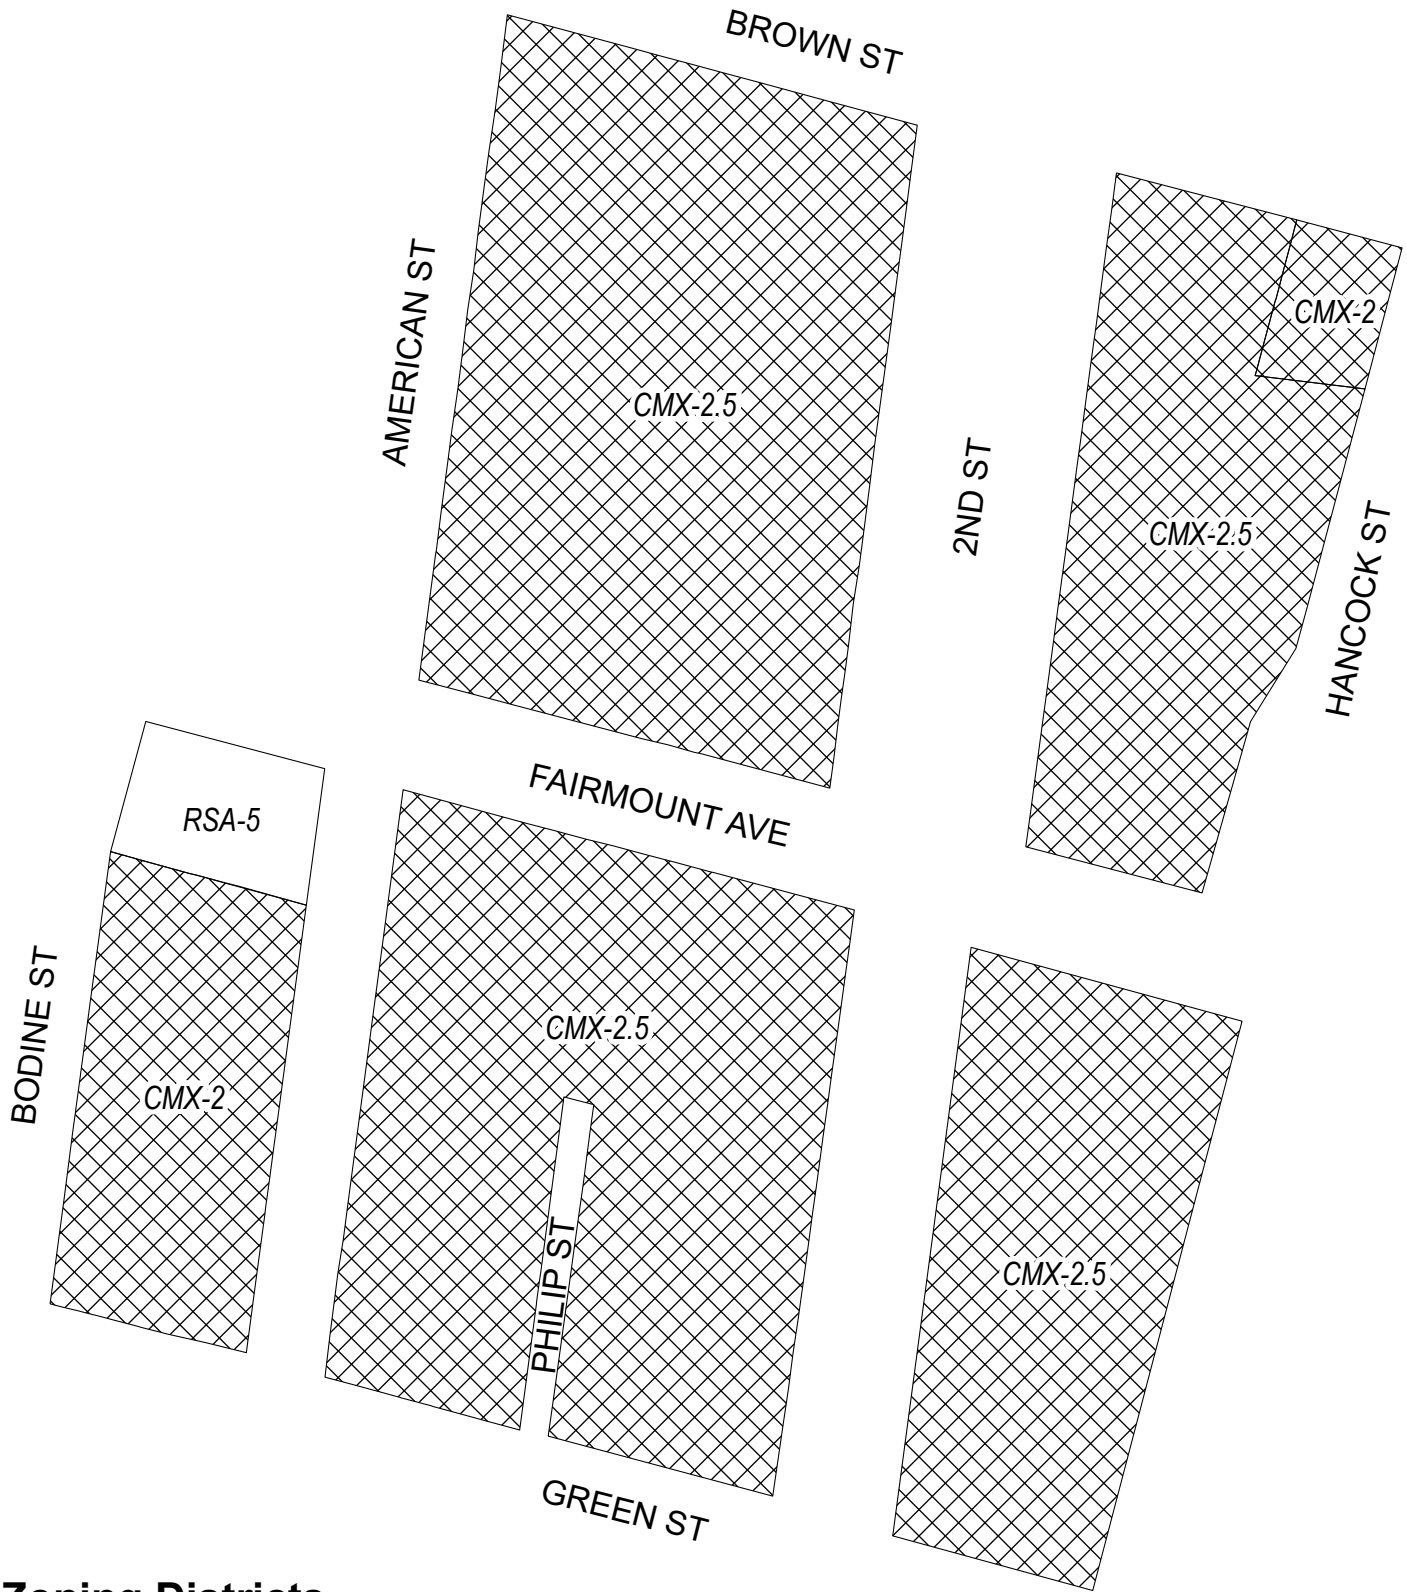 BROWN ST
AMERICAN ST
CMX-2
CMX-2.5
2ND ST
CMX-2.5
HANCOCK ST
FAIRMOUNT AVE
RSA-5
BODINE ST
CMX-2
CMX-2.5
PHILIP ST
CMX-2.5
GREEN ST
Zoning Districts